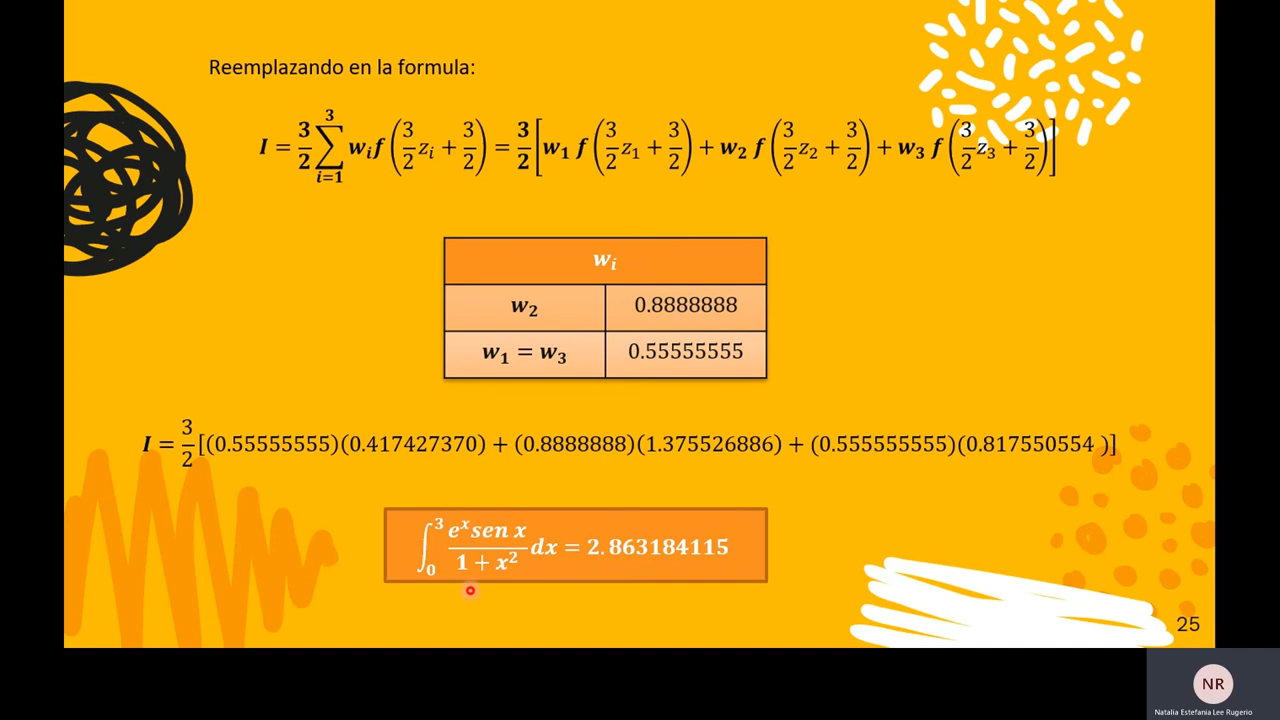 Reemplazando en la formula:
I = 3/2 ∑_{i=1}^{3} w_i f(3/2 z_i + 3/2) = 3/2 [w_1 f(3/2 z_1 + 3/2) + w_2 f(3/2 z_2 + 3/2) + w_3 f(3/2 z_3 + 3/2)]
w_i
w_2 0.8888888
w_1 = w_3 0.55555555
I = 3/2 [(0.55555555)(0.417427370) + (0.8888888)(1.375526886) + (0.555555555)(0.817550554 )]
∫_0^3 e^x sen x / 1 + x^2 dx = 2.863184115
25
NR
Natalia Estefania Lee Rugerio